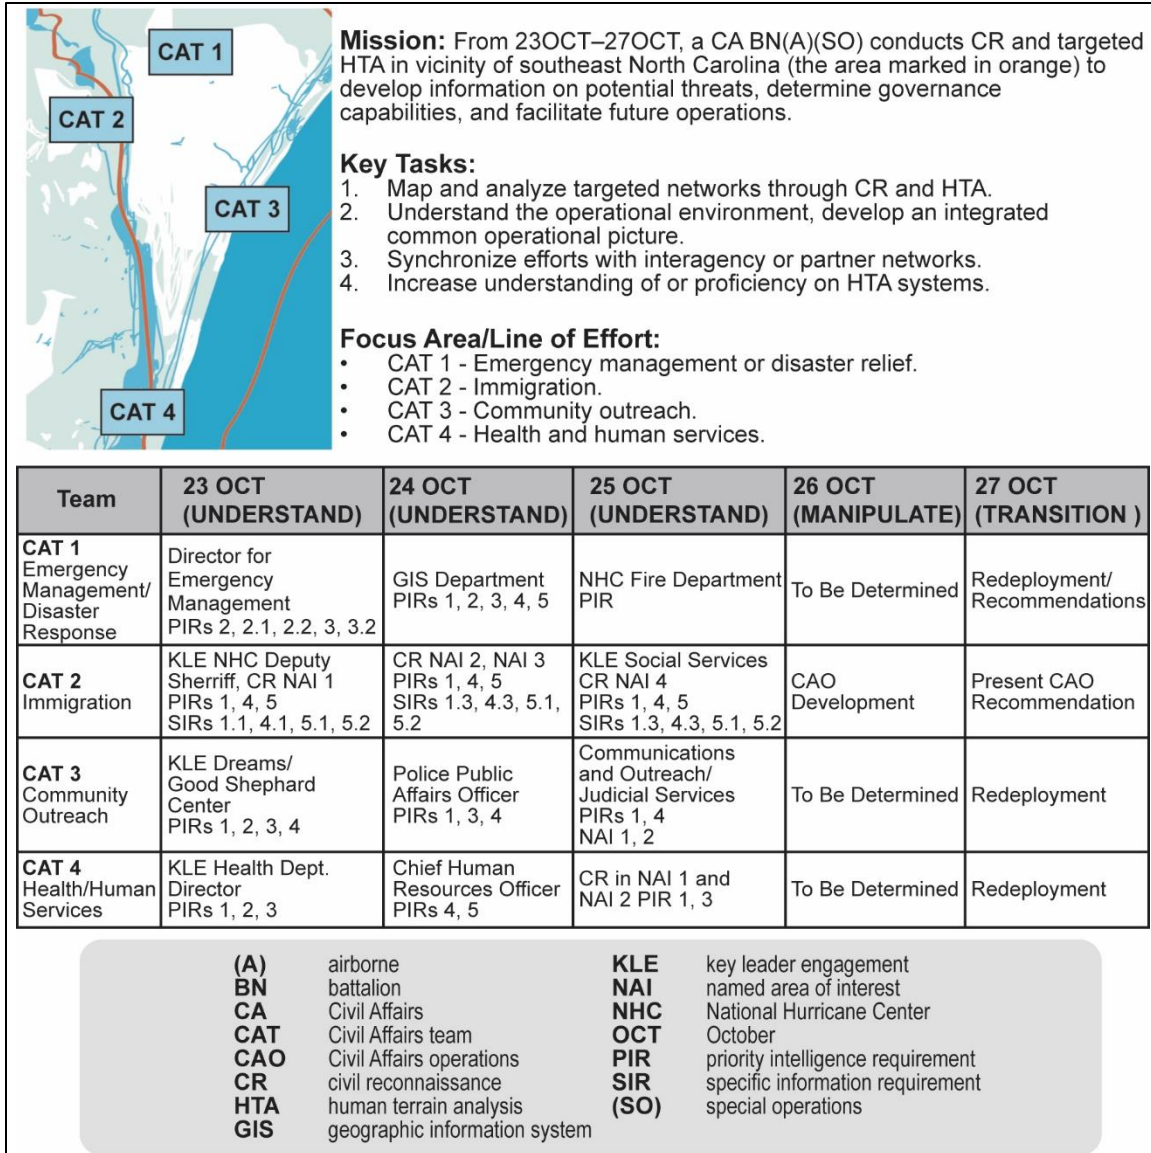 CAT 1
CAT 2
CAT 3
CAT 4
Mission: From 23OCT–27OCT, a CA BN(A)(SO) conducts CR and targeted
HTA in vicinity of southeast North Carolina (the area marked in orange) to
develop information on potential threats, determine governance
capabilities, and facilitate future operations.
Key Tasks:
1. Map and analyze targeted networks through CR and HTA.
2. Understand the operational environment, develop an integrated
common operational picture.
3. Synchronize efforts with interagency or partner networks.
4. Increase understanding of or proficiency on HTA systems.
Focus Area/Line of Effort:
• CAT 1 - Emergency management or disaster relief.
• CAT 2 - Immigration.
• CAT 3 - Community outreach.
• CAT 4 - Health and human services.
Team
23 OCT
(UNDERSTAND)
24 OCT
(UNDERSTAND)
25 OCT
(UNDERSTAND)
26 OCT
(MANIPULATE)
27 OCT
(TRANSITION )
CAT 1
Emergency
Management/
Disaster
Response
Director for
Emergency
Management
PIRs 2, 2.1, 2.2, 3, 3.2
GIS Department
PIRs 1, 2, 3, 4, 5
NHC Fire Department
PIR
To Be Determined
Redeployment/
Recommendations
CAT 2
Immigration
KLE NHC Deputy
Sherriff, CR NAI 1
PIRs 1, 4, 5
SIRs 1.1, 4.1, 5.1, 5.2
CR NAI 2, NAI 3
PIRs 1, 4, 5
SIRs 1.3, 4.3, 5.1,
5.2
KLE Social Services
CR NAI 4
PIRs 1, 4, 5
SIRs 1.3, 4.3, 5.1, 5.2
CAO
Development
Present CAO
Recommendation
CAT 3
Community
Outreach
KLE Dreams/
Good Shephard
Center
PIRs 1, 2, 3, 4
Police Public
Affairs Officer
PIRs 1, 3, 4
Communications
and Outreach/
Judicial Services
PIRs 1, 4
NAI 1, 2
To Be Determined
Redeployment
CAT 4
Health/Human
Services
KLE Health Dept.
Director
PIRs 1, 2, 3
Chief Human
Resources Officer
PIRs 4, 5
CR in NAI 1 and
NAI 2 PIR 1, 3
To Be Determined
Redeployment
(A) airborne
BN battalion
CA Civil Affairs
CAT Civil Affairs team
CAO Civil Affairs operations
CR civil reconnaissance
HTA human terrain analysis
GIS geographic information system
KLE key leader engagement
NAI named area of interest
NHC National Hurricane Center
OCT October
PIR priority intelligence requirement
SIR specific information requirement
(SO) special operations